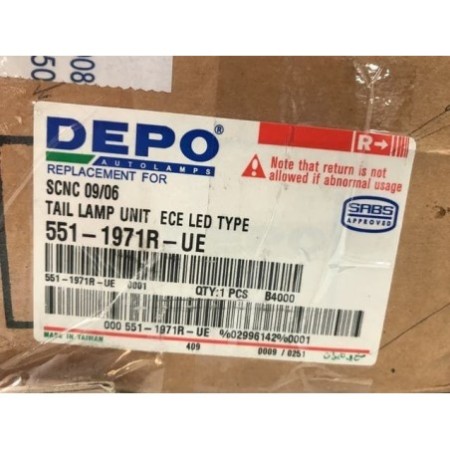 DEPO®
AUTOLAMPS
REPLACEMENT FOR
SCNC 09/06
TAIL LAMP UNIT ECE LED TYPE
551-1971R-UE
R→
Note that return is not
allowed if abnormal usage
SABS
APPROVED
551-1971R-UE 0001 QTY:1 PCS B4000
000 551-1971R-UE %02996142%0001
MADE IN TAIWAN 409 0009 / 0251